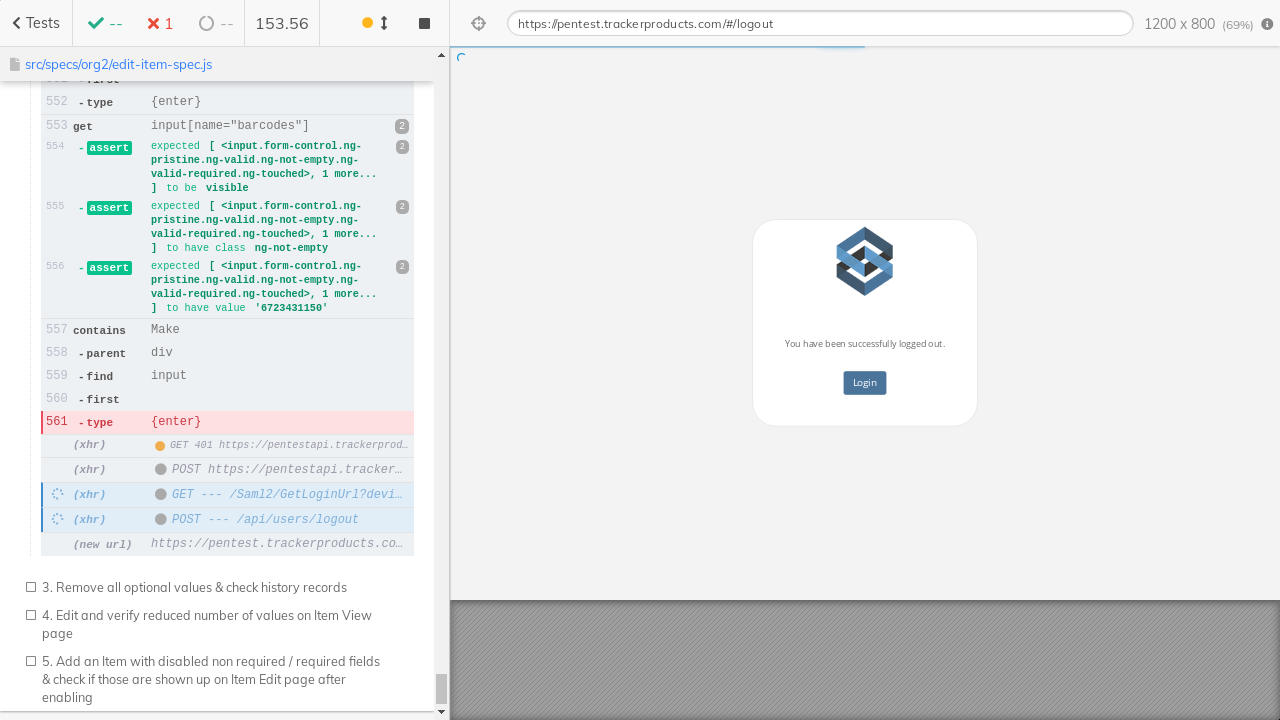 Tests
--
1
--
153.56
https://pentest.trackerproducts.com/#/logout
1200 x 800 (69%)
src/specs/org2/edit-item-spec.js
552 -type {enter}
553 get input[name="barcodes"] 2
554 -assert expected [ <input.form-control.ng-
pristine.ng-valid.ng-not-empty.ng-
valid-required.ng-touched>, 1 more...
] to be visible 2
555 -assert expected [ <input.form-control.ng-
pristine.ng-valid.ng-not-empty.ng-
valid-required.ng-touched>, 1 more...
] to have class ng-not-empty 2
556 -assert expected [ <input.form-control.ng-
pristine.ng-valid.ng-not-empty.ng-
valid-required.ng-touched>, 1 more...
] to have value '6723431150' 2
557 contains Make
558 -parent div
559 -find input
560 -first
561 -type {enter}
(xhr) GET 401 https://pentestapi.trackerprod…
(xhr) POST https://pentestapi.tracker…
(xhr) GET --- /Saml2/GetLoginUrl?devi…
(xhr) POST --- /api/users/logout
(new url) https://pentest.trackerproducts.co…
3. Remove all optional values & check history records
4. Edit and verify reduced number of values on Item View
page
5. Add an Item with disabled non required / required fields
& check if those are shown up on Item Edit page after
enabling
You have been successfully logged out.
Login